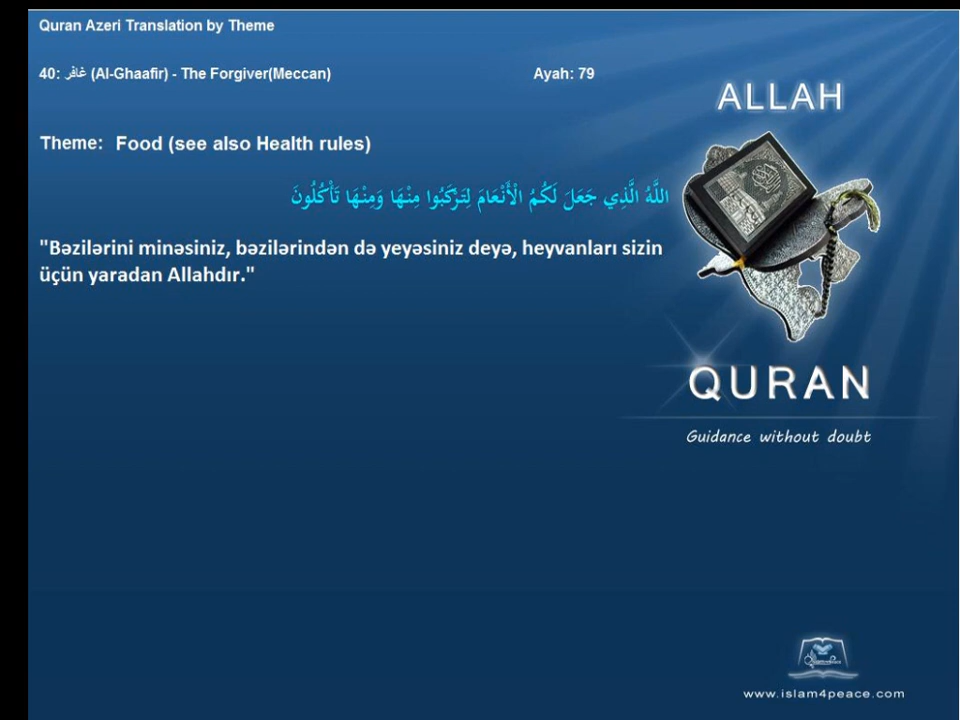 Quran Azeri Translation by Theme
40: غافر (Al-Ghaafir) - The Forgiver(Meccan) Ayah: 79
ALLAH
Theme: Food (see also Health rules)
اللَّهُ الَّذِي جَعَلَ لَكُمُ الْأَنْعَامَ لِتَرْكَبُوا مِنْهَا وَمِنْهَا تَأْكُلُونَ
"Bəzilərini minəsiniz, bəzilərindən də yeyəsiniz deyə, heyvanları sizin
üçün yaradan Allahdır."
QURAN
Guidance without doubt
www.islam4peace.com